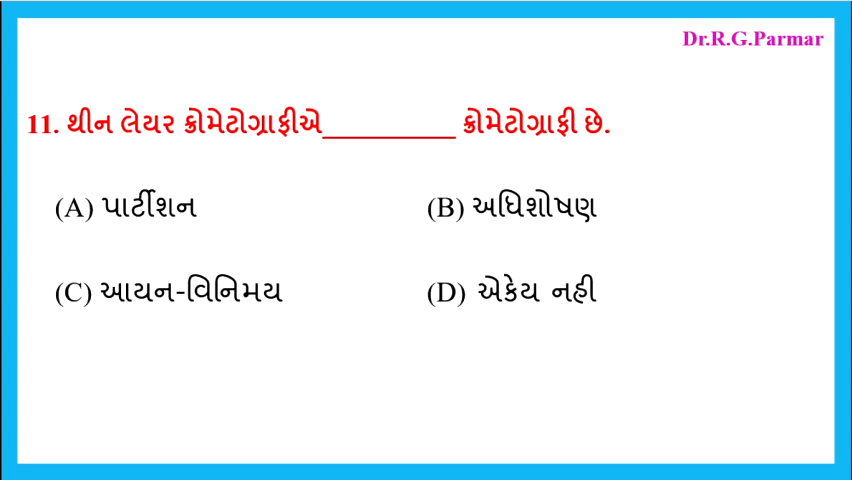 Dr.R.G.Parmar
11. થીન લેયર ક્રોમેટોગ્રાફીએ_________ ક્રોમેટોગ્રાફી છે.
(A) પાર્ટીશન (B) અધિશોષણ
(C) આયન-વિનિમય (D) એકેય નહી